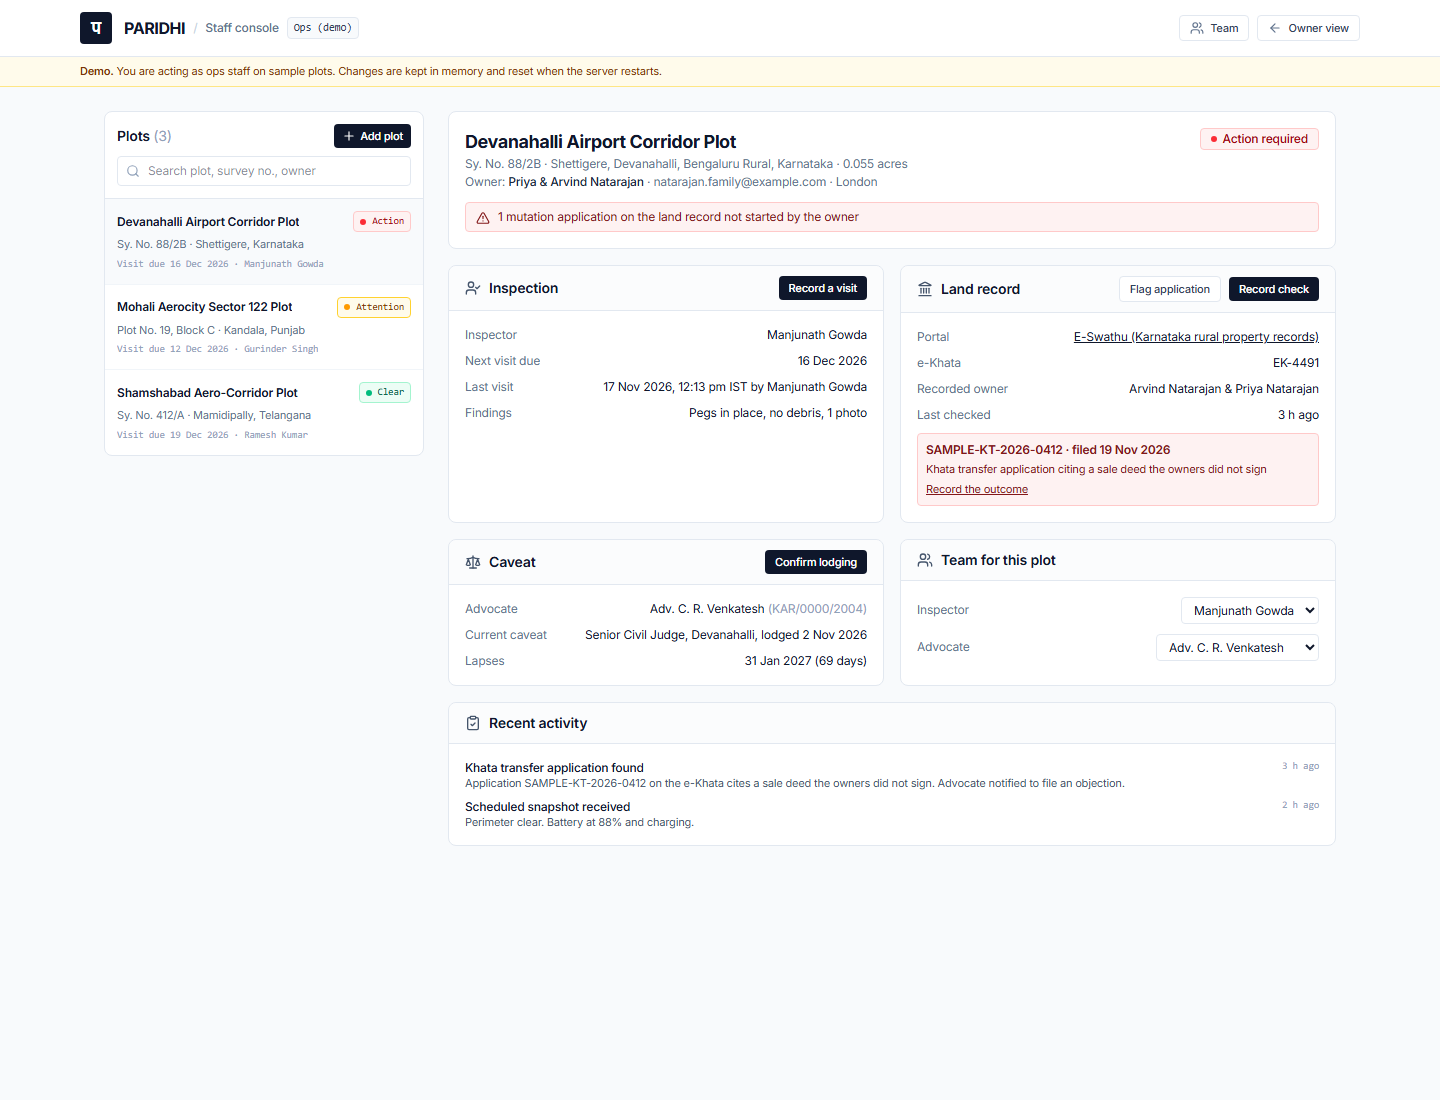 प PARIDHI / Staff console Ops (demo) Team Owner view
Demo. You are acting as ops staff on sample plots. Changes are kept in memory and reset when the server restarts.
Plots (3) Add plot
Search plot, survey no., owner
Devanahalli Airport Corridor Plot Action
Sy. No. 88/2B · Shettigere, Karnataka
Visit due 16 Dec 2026 · Manjunath Gowda
Mohali Aerocity Sector 122 Plot Attention
Plot No. 19, Block C · Kandala, Punjab
Visit due 12 Dec 2026 · Gurinder Singh
Shamshabad Aero-Corridor Plot Clear
Sy. No. 412/A · Mamidipally, Telangana
Visit due 19 Dec 2026 · Ramesh Kumar
Devanahalli Airport Corridor Plot Action required
Sy. No. 88/2B · Shettigere, Devanahalli, Bengaluru Rural, Karnataka · 0.055 acres
Owner: Priya & Arvind Natarajan · natarajan.family@example.com · London
1 mutation application on the land record not started by the owner
Inspection Record a visit
Inspector Manjunath Gowda
Next visit due 16 Dec 2026
Last visit 17 Nov 2026, 12:13 pm IST by Manjunath Gowda
Findings Pegs in place, no debris, 1 photo
Land record Flag application Record check
Portal E-Swathu (Karnataka rural property records)
e-Khata EK-4491
Recorded owner Arvind Natarajan & Priya Natarajan
Last checked 3 h ago
SAMPLE-KT-2026-0412 · filed 19 Nov 2026
Khata transfer application citing a sale deed the owners did not sign
Record the outcome
Caveat Confirm lodging
Advocate Adv. C. R. Venkatesh (KAR/0000/2004)
Current caveat Senior Civil Judge, Devanahalli, lodged 2 Nov 2026
Lapses 31 Jan 2027 (69 days)
Team for this plot
Inspector Manjunath Gowda
Advocate Adv. C. R. Venkatesh
Recent activity
Khata transfer application found 3 h ago
Application SAMPLE-KT-2026-0412 on the e-Khata cites a sale deed the owners did not sign. Advocate notified to file an objection.
Scheduled snapshot received 2 h ago
Perimeter clear. Battery at 88% and charging.